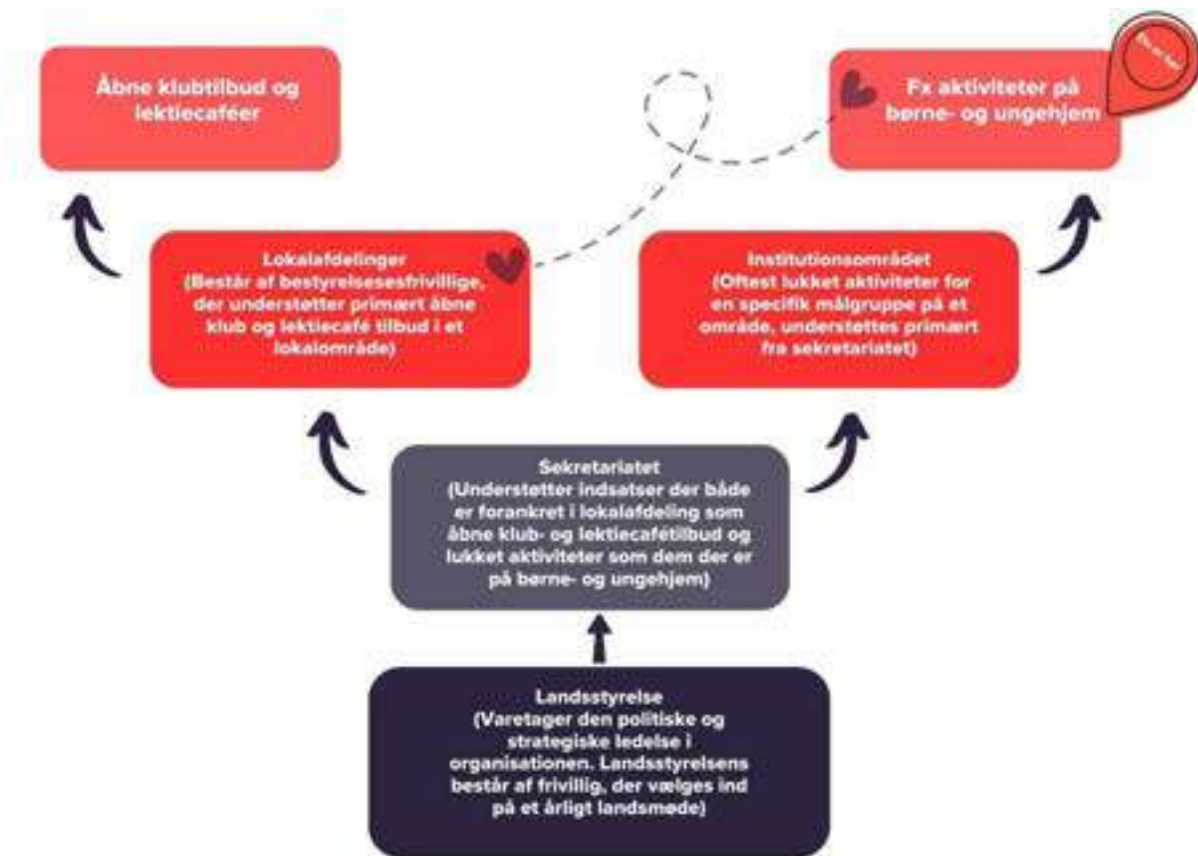 Åbne klubtilbud og
lektiecaféer
Fx aktiviteter på
børne- og ungehjem
Du er her
Lokalafdelinger
(Består af bestyrelsesesfrivillige,
der understøtter primært åbne
klub og lektiecafé tilbud i et
lokalområde)
Institutionsområdet
(Oftest lukket aktiviteter for
en specifik målgruppe på et
område, understøttes primært
fra sekretariatet)
Sekretariatet
(Understøtter indsatser der både
er forankret i lokalafdeling som
åbne klub- og lektiecafétilbud og
lukket aktiviteter som dem der er
på børne- og ungehjem)
Landsstyrelse
(Varetager den politiske og
strategiske ledelse i
organisationen. Landsstyrelsens
består af frivillig, der vælges ind
på et årligt landsmøde)